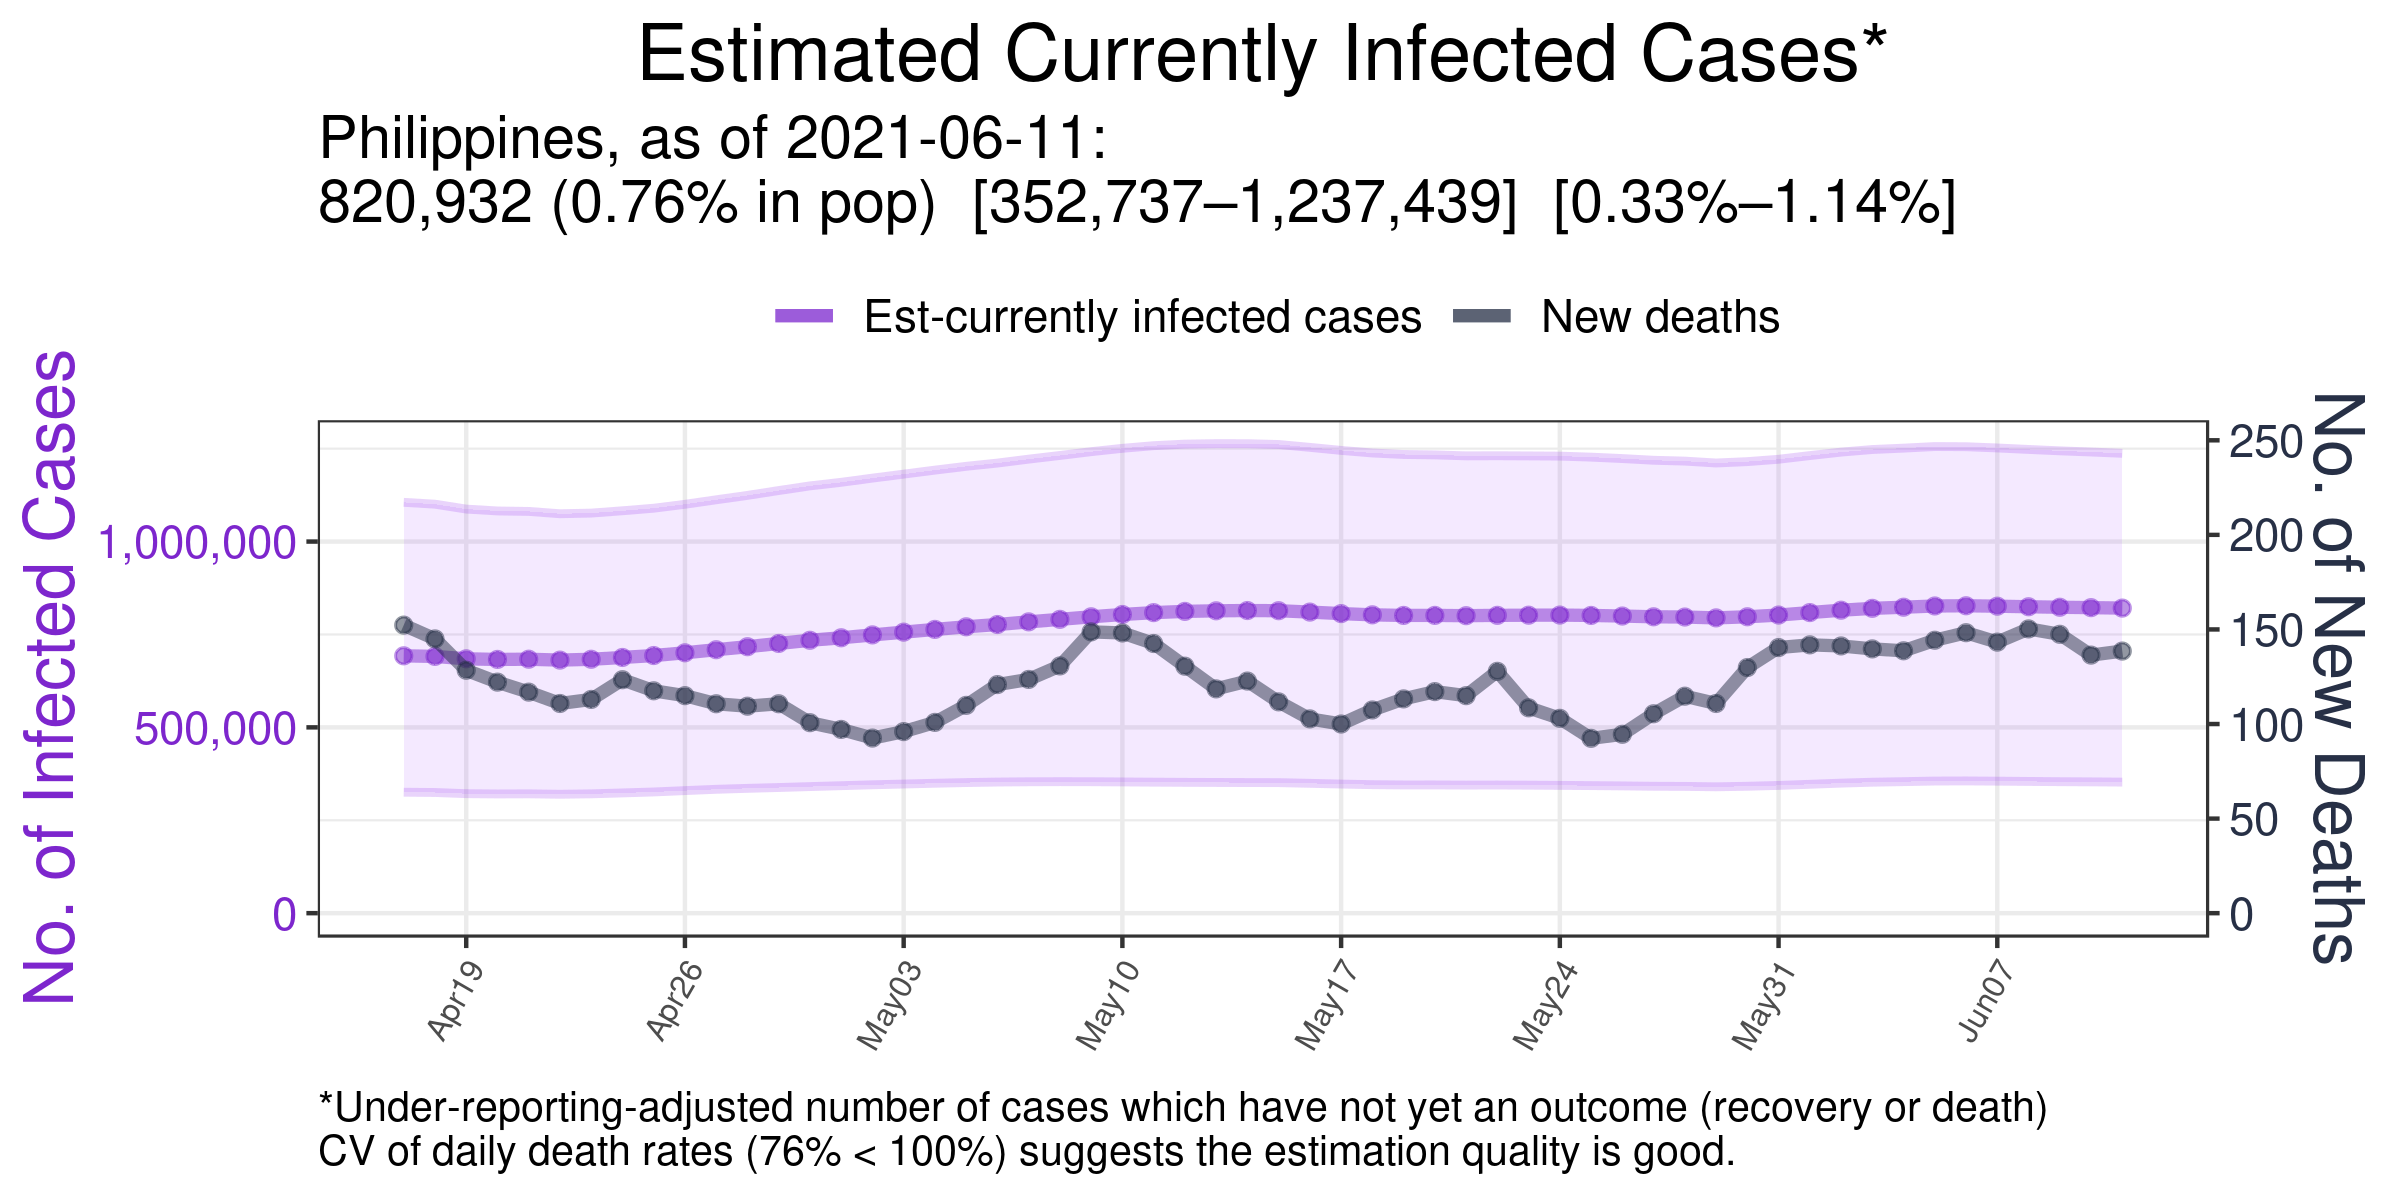 Estimated Currently Infected Cases*
Philippines, as of 2021-06-11:
820,932 (0.76% in pop)  [352,737–1,237,439]  [0.33%–1.14%]
Est-currently infected cases
New deaths
No. of Infected Cases
1,000,000
500,000
0
No. of New Deaths
250
200
150
100
50
0
Apr19
Apr26
May03
May10
May17
May24
May31
Jun07
*Under-reporting-adjusted number of cases which have not yet an outcome (recovery or death)
CV of daily death rates (76% < 100%) suggests the estimation quality is good.